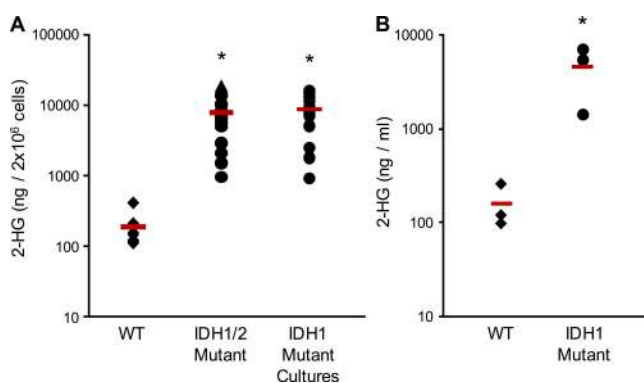 A
100000
10000
1000
100
10
2-HG (ng / 2x10⁶ cells)
*
*
WT
IDH1/2
Mutant
IDH1
Mutant
Cultures
B
10000
1000
100
10
2-HG (ng / ml)
*
WT
IDH1
Mutant